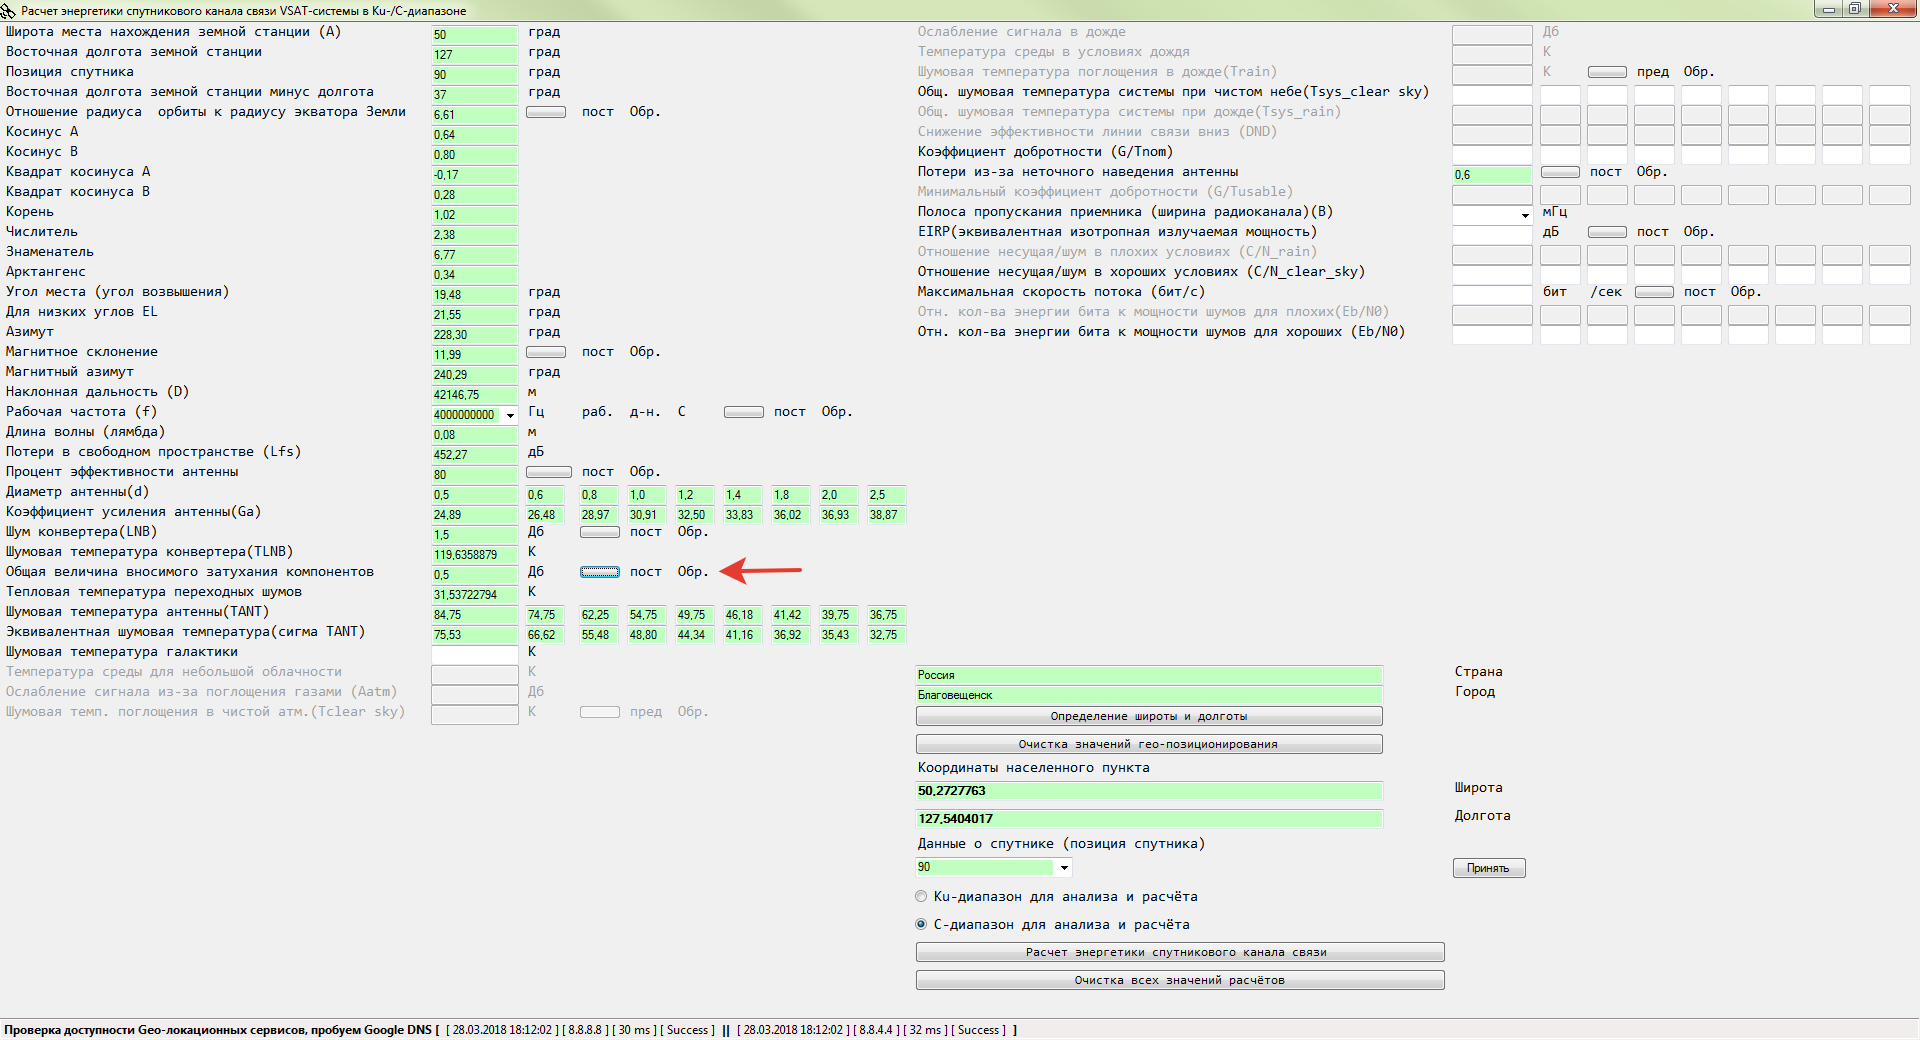 Расчет энергетики спутникового канала связи VSAT-системы в Ku-/C-диапазоне
Широта места нахождения земной станции (А) 50 град
Восточная долгота земной станции 127 град
Позиция спутника 90 град
Восточная долгота земной станции минус долгота 37 град
Отношение радиуса орбиты к радиусу экватора Земли 6,61 пост Обр.
Косинус А 0,64
Косинус В 0,80
Квадрат косинуса А -0,17
Квадрат косинуса В 0,28
Корень 1,02
Числитель 2,38
Знаменатель 6,77
Арктангенс 0,34
Угол места (угол возвышения) 19,48 град
Для низких углов EL 21,55 град
Азимут 228,30 град
Магнитное склонение 11,99 пост Обр.
Магнитный азимут 240,29 град
Наклонная дальность (D) 42146,75 м
Рабочая частота (f) 4000000000 Гц раб. д-н. С пост Обр.
Длина волны (лямбда) 0,08 м
Потери в свободном пространстве (Lfs) 452,27 дБ
Процент эффективности антенны 80 пост Обр.
Диаметр антенны(d) 0,5 0,6 0,8 1,0 1,2 1,4 1,8 2,0 2,5
Коэффициент усиления антенны(Ga) 24,89 26,48 28,97 30,91 32,50 33,83 36,02 36,93 38,87
Шум конвертера(LNB) 1,5 Дб пост Обр.
Шумовая температура конвертера(TLNB) 119,6358879 К
Общая величина вносимого затухания компонентов 0,5 Дб пост Обр.
Тепловая температура переходных шумов 31,53722794 К
Шумовая температура антенны(TANT) 84,75 74,75 62,25 54,75 49,75 46,18 41,42 39,75 36,75
Эквивалентная шумовая температура(сигма TANT) 75,53 66,62 55,48 48,80 44,34 41,16 36,92 35,43 32,75
Шумовая температура галактики К
Температура среды для небольшой облачности К
Ослабление сигнала из-за поглощения газами (Aatm) Дб
Шумовая темп. поглощения в чистой атм.(Tclear sky) К пред Обр.
Ослабление сигнала в дожде Дб
Температура среды в условиях дождя К
Шумовая температура поглощения в дожде(Train) К пред Обр.
Общ. шумовая температура системы при чистом небе(Tsys_clear sky)
Общ. шумовая температура системы при дожде(Tsys_rain)
Снижение эффективности линии связи вниз (DND)
Коэффициент добротности (G/Tnom)
Потери из-за неточного наведения антенны 0,6 пост Обр.
Минимальный коэффициент добротности (G/Tusable)
Полоса пропускания приемника (ширина радиоканала)(В) мГц
EIRP(эквивалентная изотропная излучаемая мощность) дБ пост Обр.
Отношение несущая/шум в плохих условиях (C/N_rain)
Отношение несущая/шум в хороших условиях (C/N_clear_sky)
Максимальная скорость потока (бит/с) бит /сек пост Обр.
Отн. кол-ва энергии бита к мощности шумов для плохих(Eb/N0)
Отн. кол-ва энергии бита к мощности шумов для хороших (Eb/N0)
Россия Страна
Благовещенск Город
Определение широты и долготы
Очистка значений гео-позиционирования
Координаты населенного пункта
50,2727763 Широта
127,5404017 Долгота
Данные о спутнике (позиция спутника)
90 Принять
Ku-диапазон для анализа и расчёта
C-диапазон для анализа и расчёта
Расчет энергетики спутникового канала связи
Очистка всех значений расчётов
Проверка доступности Geo-локационных сервисов, пробуем Google DNS [ [ 28.03.2018 18:12:02 ] [ 8.8.8.8 ] [ 30 ms ] [ Success ] || [ 28.03.2018 18:12:02 ] [ 8.8.4.4 ] [ 32 ms ] [ Success ] ]